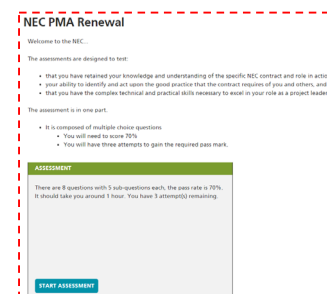 NEC PMA Renewal
Welcome to the NEC...
The assessments are designed to test:
• that you have retained your knowledge and understanding of the specific NEC contract and role in actio
• your ability to identify and act upon the good practice that the contract requires of you and others, and
• that you have the complex technical and practical skills necessary to excel in your role as a project leader
The assessment is in one part.
• It is composed of multiple choice questions
• You will need to score 70%
• You will have three attempts to gain the required pass mark.
ASSESSMENT
There are 8 questions with 5 sub-questions each, the pass rate is 70%.
It should take you around 1 hour. You have 3 attempt(s) remaining.
START ASSESSMENT